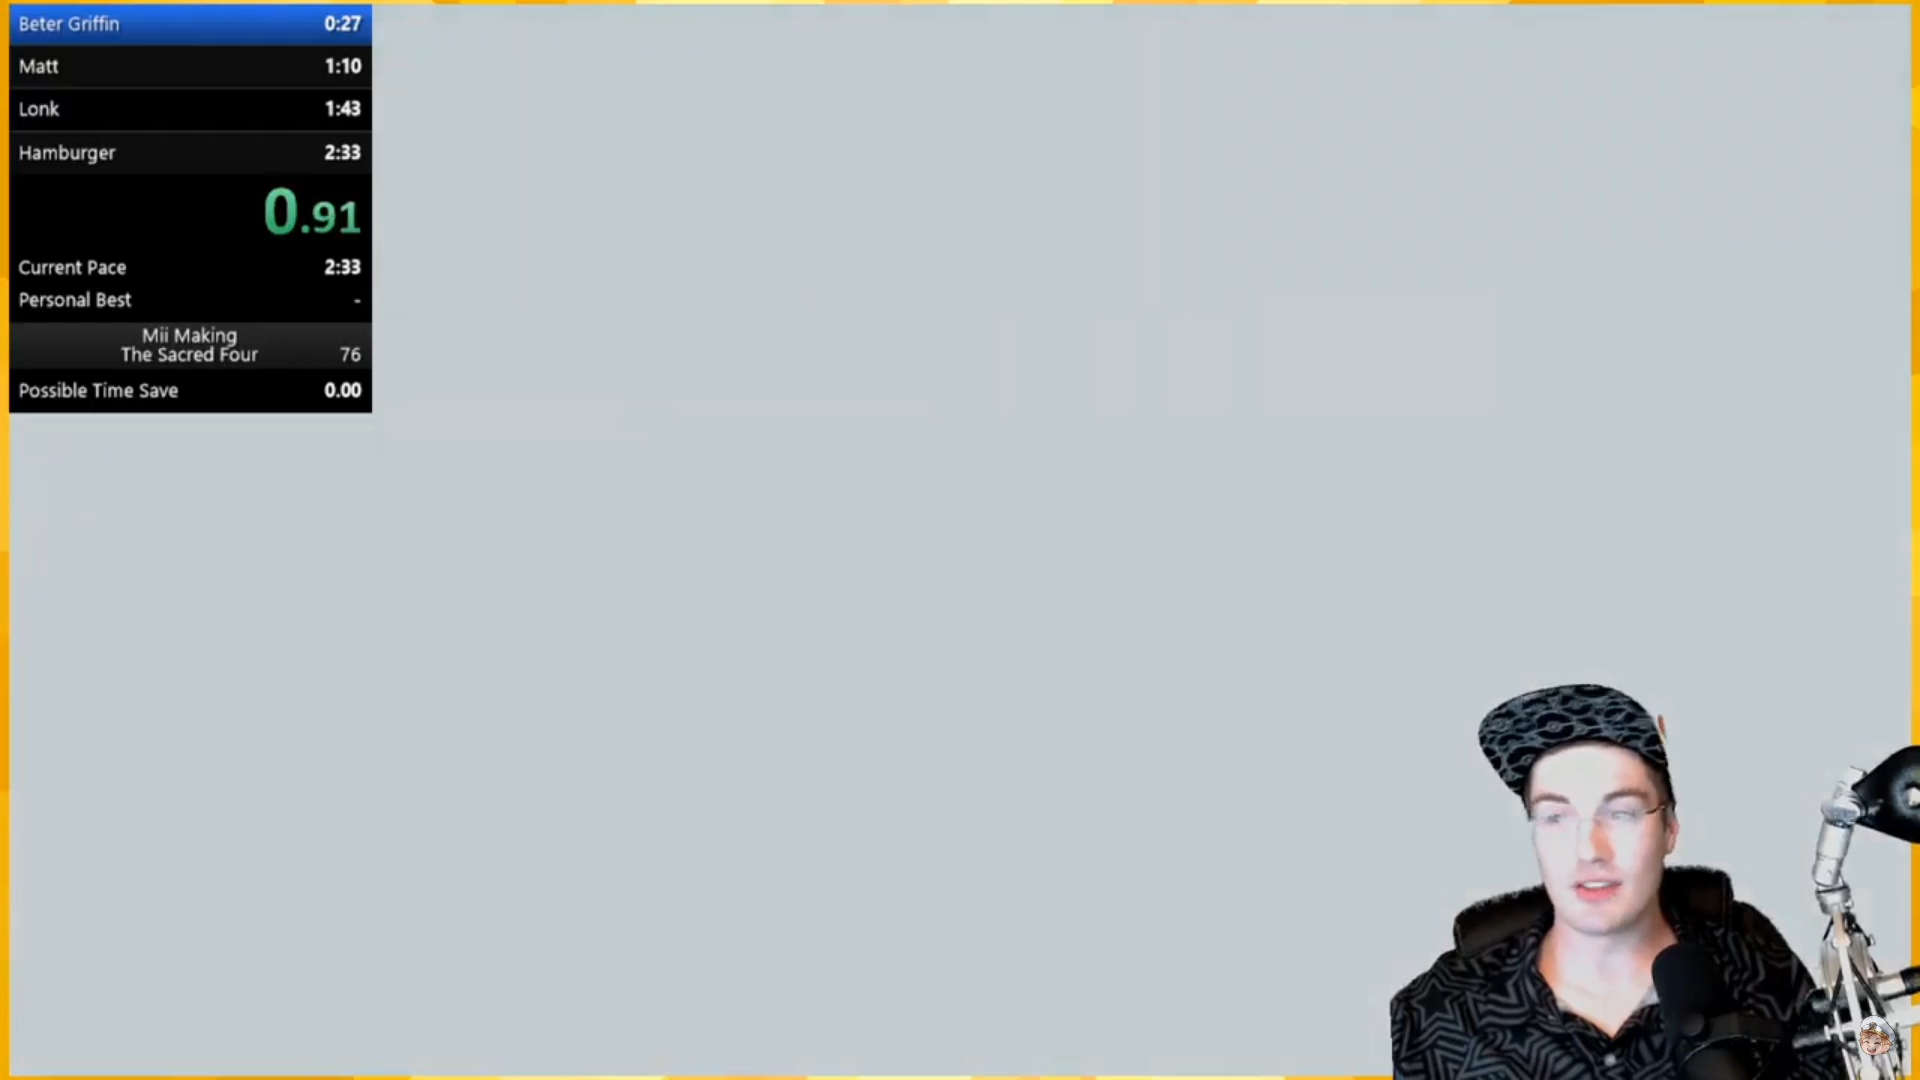 Beter Griffin 0:27
Matt 1:10
Lonk 1:43
Hamburger 2:33
0.91
Current Pace 2:33
Personal Best -
Mii Making
The Sacred Four 76
Possible Time Save 0.00